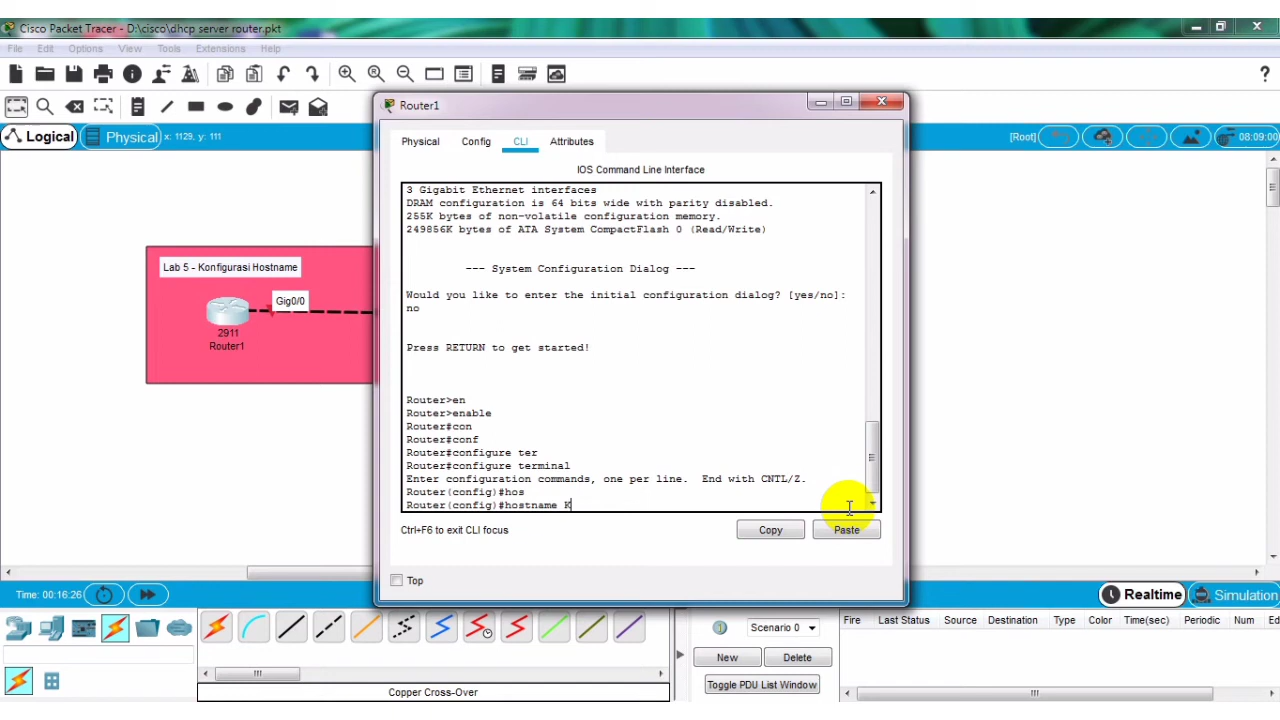 Cisco Packet Tracer - D:\cisco\dhcp server router.pkt
File Edit Options View Tools Extensions Help
?
Logical Physical x: 1129, y: 111 [Root] 08:09:00
Router1
Physical Config CLI Attributes
IOS Command Line Interface
3 Gigabit Ethernet interfaces
DRAM configuration is 64 bits wide with parity disabled.
255K bytes of non-volatile configuration memory.
249856K bytes of ATA System CompactFlash 0 (Read/Write)
--- System Configuration Dialog ---
Would you like to enter the initial configuration dialog? [yes/no]:
no
Press RETURN to get started!
Router>en
Router>enable
Router#con
Router#conf
Router#configure ter
Router#configure terminal
Enter configuration commands, one per line. End with CNTL/Z.
Router(config)#hos
Router(config)#hostname K
Ctrl+F6 to exit CLI focus
Copy Paste
Top
Lab 5 - Konfigurasi Hostname
Gig0/0
2911
Router1
Time: 00:16:26 Realtime Simulation
Scenario 0
New Delete
Toggle PDU List Window
Fire Last Status Source Destination Type Color Time(sec) Periodic Num Ed
Copper Cross-Over